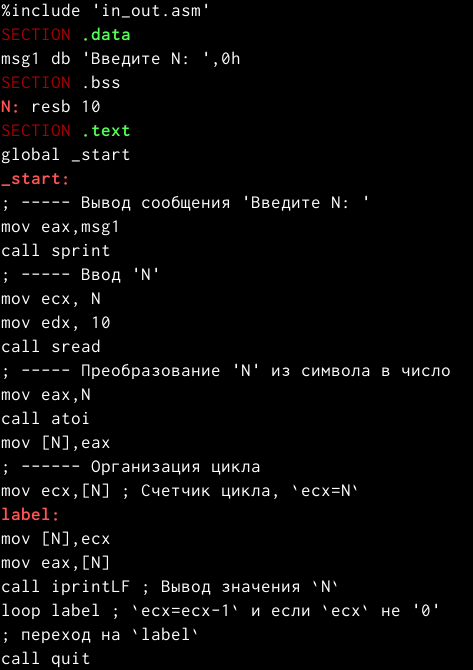 %include 'in_out.asm'
SECTION .data
msg1 db 'Введите N: ',0h
SECTION .bss
N: resb 10
SECTION .text
global _start
_start:
; ----- Вывод сообщения 'Введите N: '
mov eax,msg1
call sprint
; ----- Ввод 'N'
mov ecx, N
mov edx, 10
call sread
; ----- Преобразование 'N' из символа в число
mov eax,N
call atoi
mov [N],eax
; ------ Организация цикла
mov ecx,[N] ; Счетчик цикла, `ecx=N`
label:
mov [N],ecx
mov eax,[N]
call iprintLF ; Вывод значения `N`
loop label ; `ecx=ecx-1` и если `ecx` не '0'
; переход на `label`
call quit